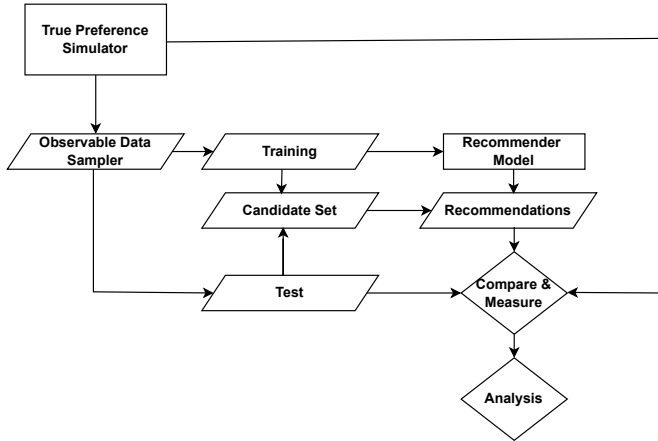 True Preference
Simulator
Observable Data
Sampler
Training
Recommender
Model
Candidate Set
Recommendations
Test
Compare &
Measure
Analysis